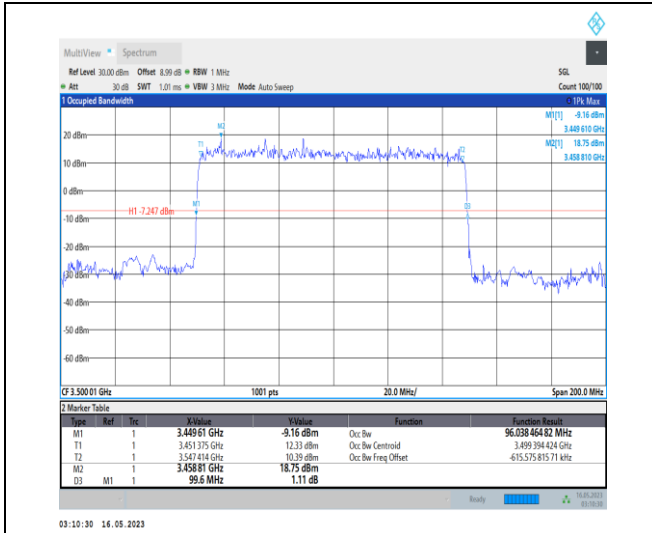 MultiView Spectrum
Ref Level 30.00 dBm Offset 8.99 dB RBW 1 MHz SGL
Att 30 dB SWT 1.01 ms VBW 3 MHz Mode Auto Sweep Count 100/100
1 Occupied Bandwidth 1Pk Max
M1[1] -9.16 dBm
3.449 610 GHz
M2[1] 18.75 dBm
3.458 810 GHz
M2
20 dBm
T1
T2
10 dBm
0 dBm
M1
D3
H1 -7.247 dBm
-10 dBm
-20 dBm
-30 dBm
-40 dBm
-50 dBm
-60 dBm
CF 3.500 01 GHz 1001 pts 20.0 MHz/ Span 200.0 MHz
2 Marker Table
Type Ref Trc X-Value Y-Value Function Function Result
M1 1 3.449 61 GHz -9.16 dBm Occ Bw 96.038 464 82 MHz
T1 1 3.451 375 GHz 12.33 dBm Occ Bw Centroid 3.499 394 424 GHz
T2 1 3.547 414 GHz 10.39 dBm Occ Bw Freq Offset -615.575 815 71 kHz
M2 1 3.458 81 GHz 18.75 dBm
D3 M1 1 99.6 MHz 1.11 dB
Ready 16.05.2023
03:10:30
03:10:30 16.05.2023